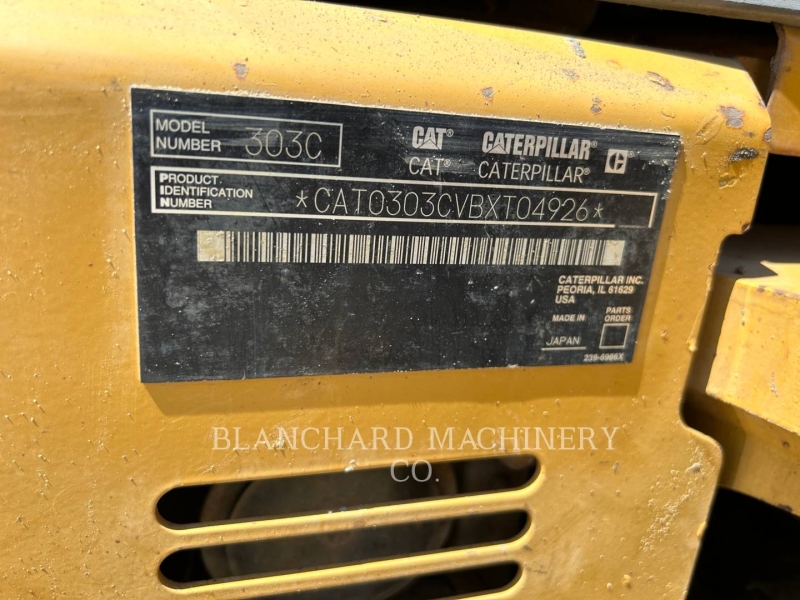 MODEL NUMBER 303C
CAT® CATERPILLAR®
CAT® CATERPILLAR®
PRODUCT IDENTIFICATION NUMBER *CAT0303CVBXT04926*
CATERPILLAR INC.
PEORIA, IL 61629
USA
MADE IN
JAPAN
PARTS ORDER
239-5986X
BLANCHARD MACHINERY
CO.